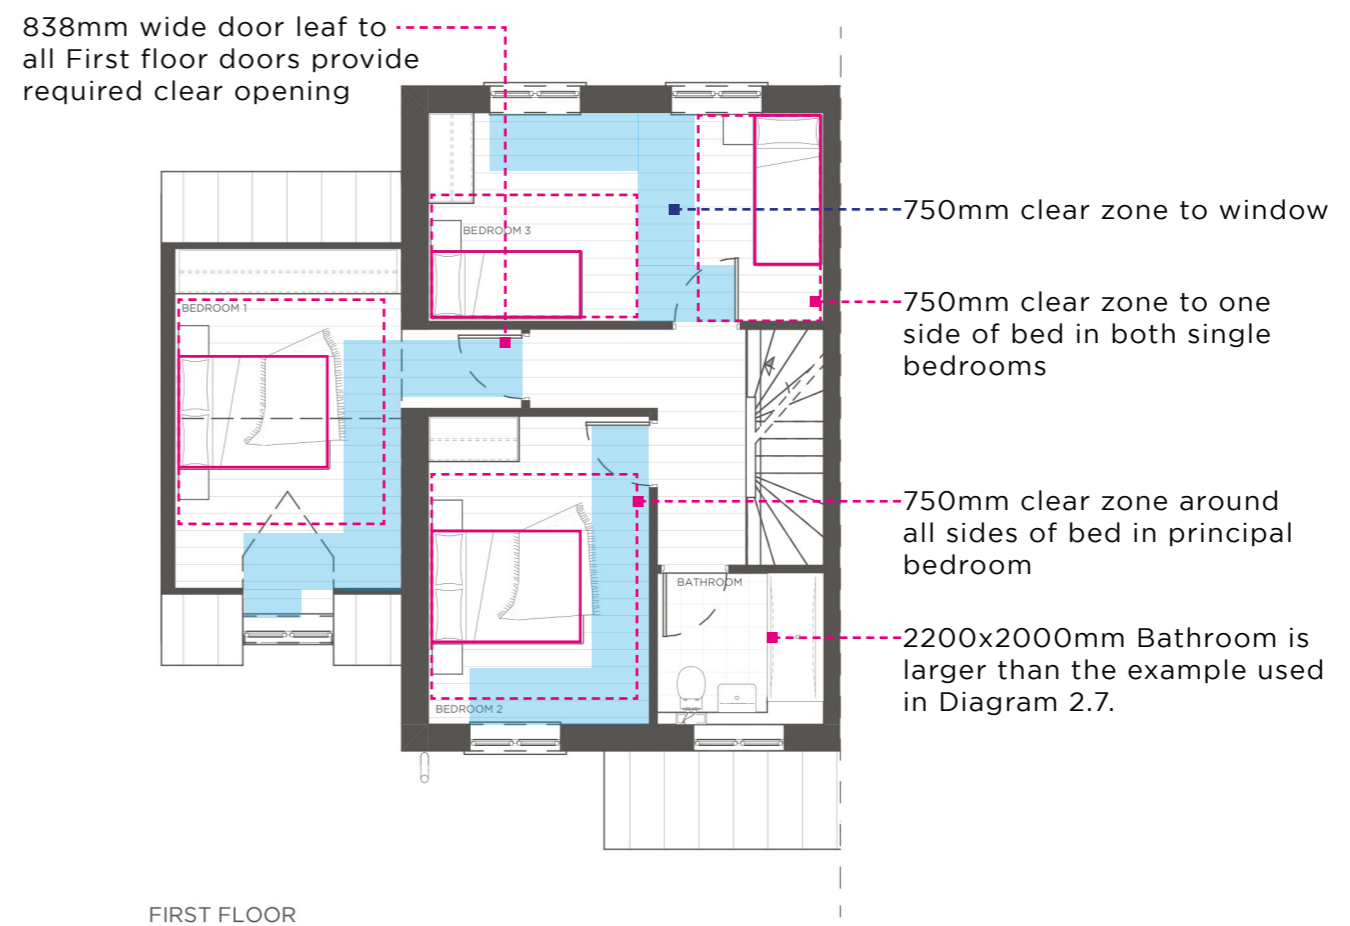 838mm wide door leaf to
all First floor doors provide
required clear opening
750mm clear zone to window
BEDROOM 3
750mm clear zone to one
side of bed in both single
bedrooms
BEDROOM 1
750mm clear zone around
all sides of bed in principal
bedroom
BATHROOM
2200x2000mm Bathroom is
larger than the example used
in Diagram 2.7.
BEDROOM 2
FIRST FLOOR